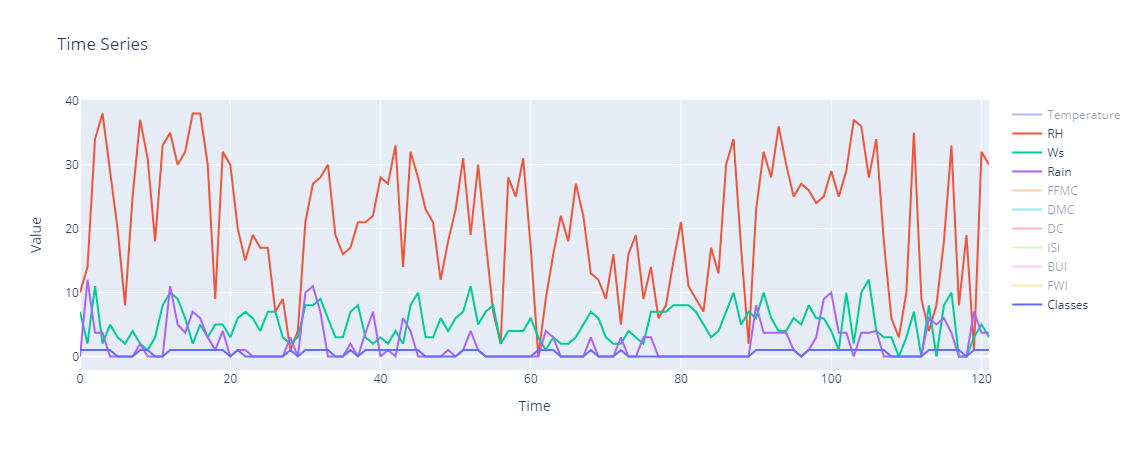 Time Series
40
30
20
10
0
Value
0 20 40 60 80 100 120
Time
Temperature
RH
Ws
Rain
FFMC
DMC
DC
ISI
BUI
FWI
Classes